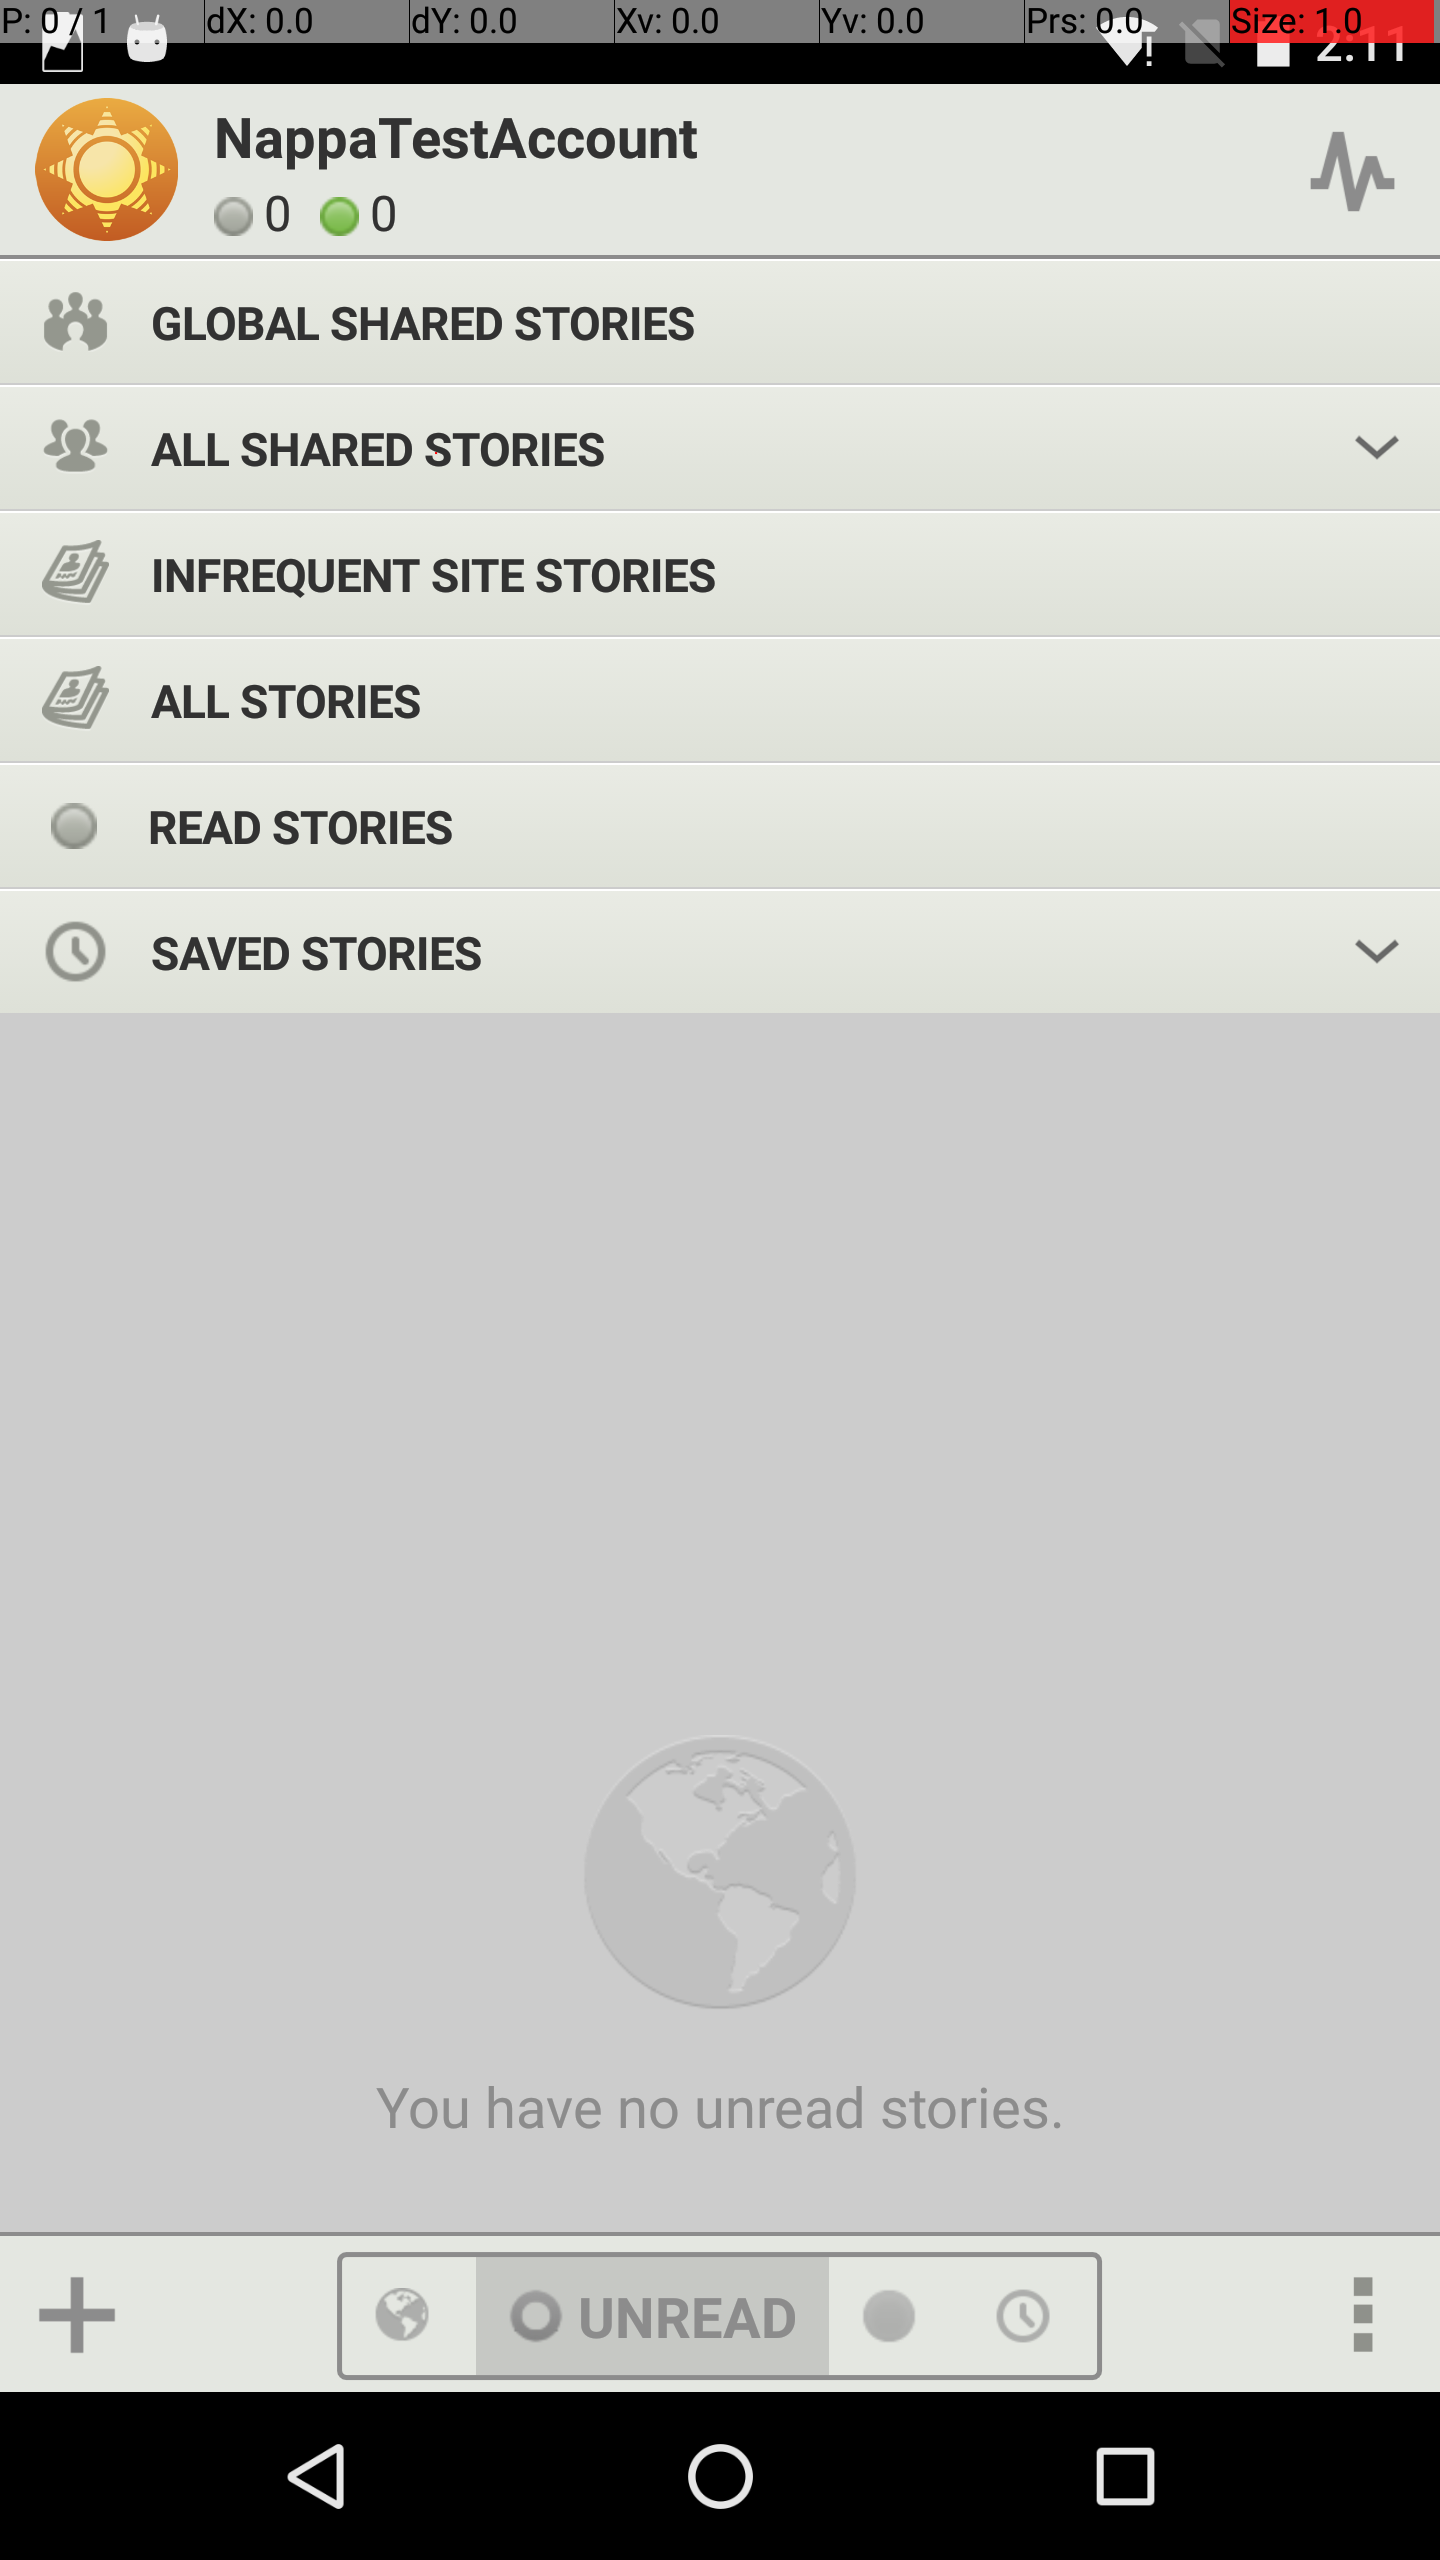 P: 0 / 1 dX: 0.0 dY: 0.0 Xv: 0.0 Yv: 0.0 Prs: 0.0 Size: 1.0
2:11
NappaTestAccount
0 0
GLOBAL SHARED STORIES
ALL SHARED STORIES
INFREQUENT SITE STORIES
ALL STORIES
READ STORIES
SAVED STORIES
You have no unread stories.
UNREAD